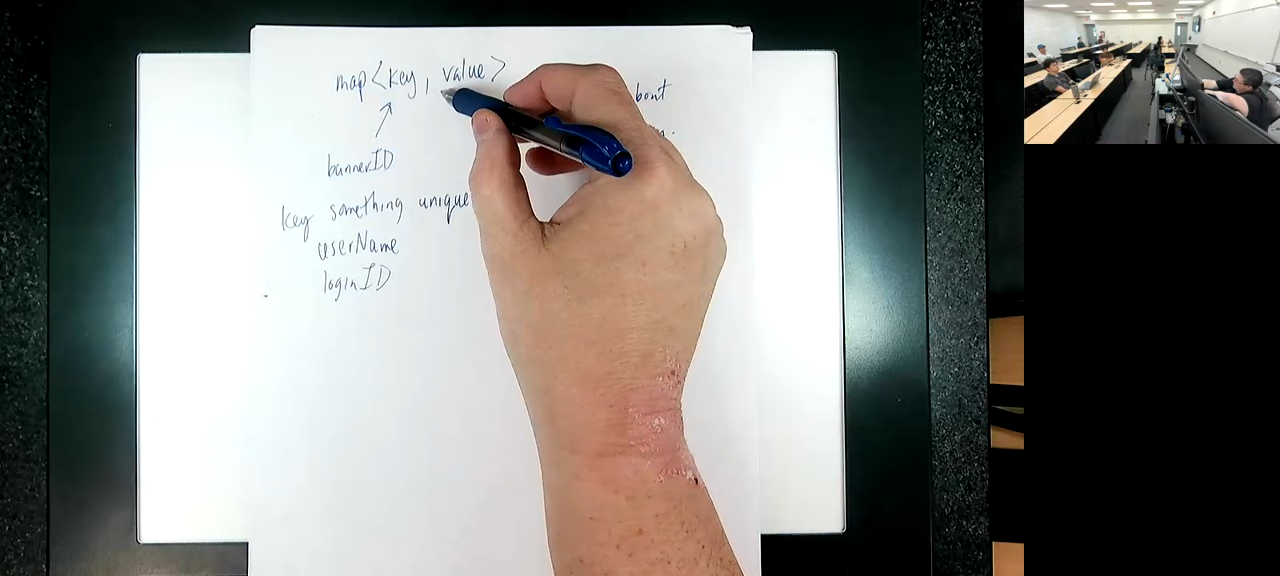 map<key, value>
bannerID
key something unique
userName
loginID